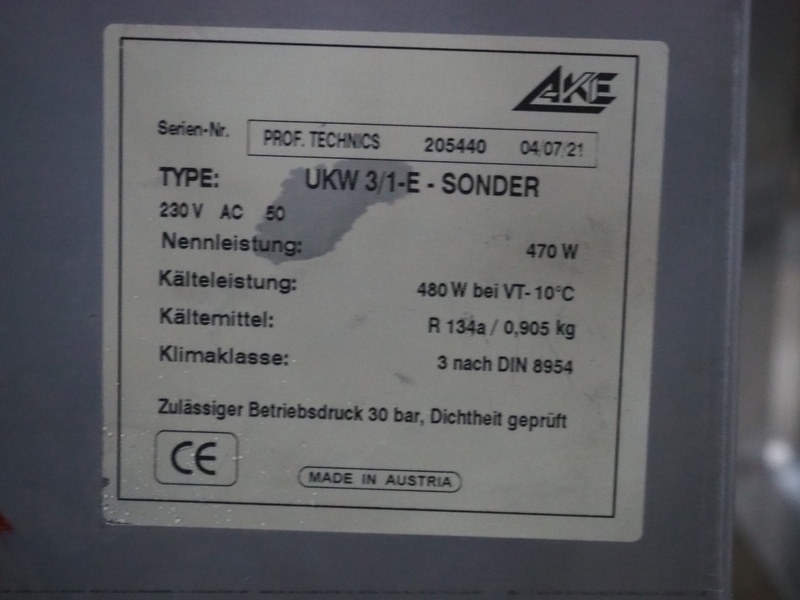 AKE
Serien-Nr. PROF. TECHNICS 205440 04/07/21
TYPE: UKW 3/1-E - SONDER
230 V AC 50
Nennleistung: 470 W
Kälteleistung: 480 W bei VT- 10°C
Kältemittel: R 134a / 0,905 kg
Klimaklasse: 3 nach DIN 8954
Zulässiger Betriebsdruck 30 bar, Dichtheit geprüft
CE
MADE IN AUSTRIA